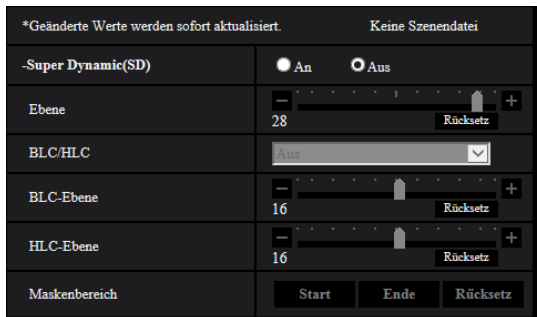 *Geänderte Werte werden sofort aktualisiert. Keine Szenendatei
-Super Dynamic(SD) An Aus
Ebene
28 Rücksetz
BLC/HLC Aus
BLC-Ebene
16 Rücksetz
HLC-Ebene
16 Rücksetz
Maskenbereich Start Ende Rücksetz